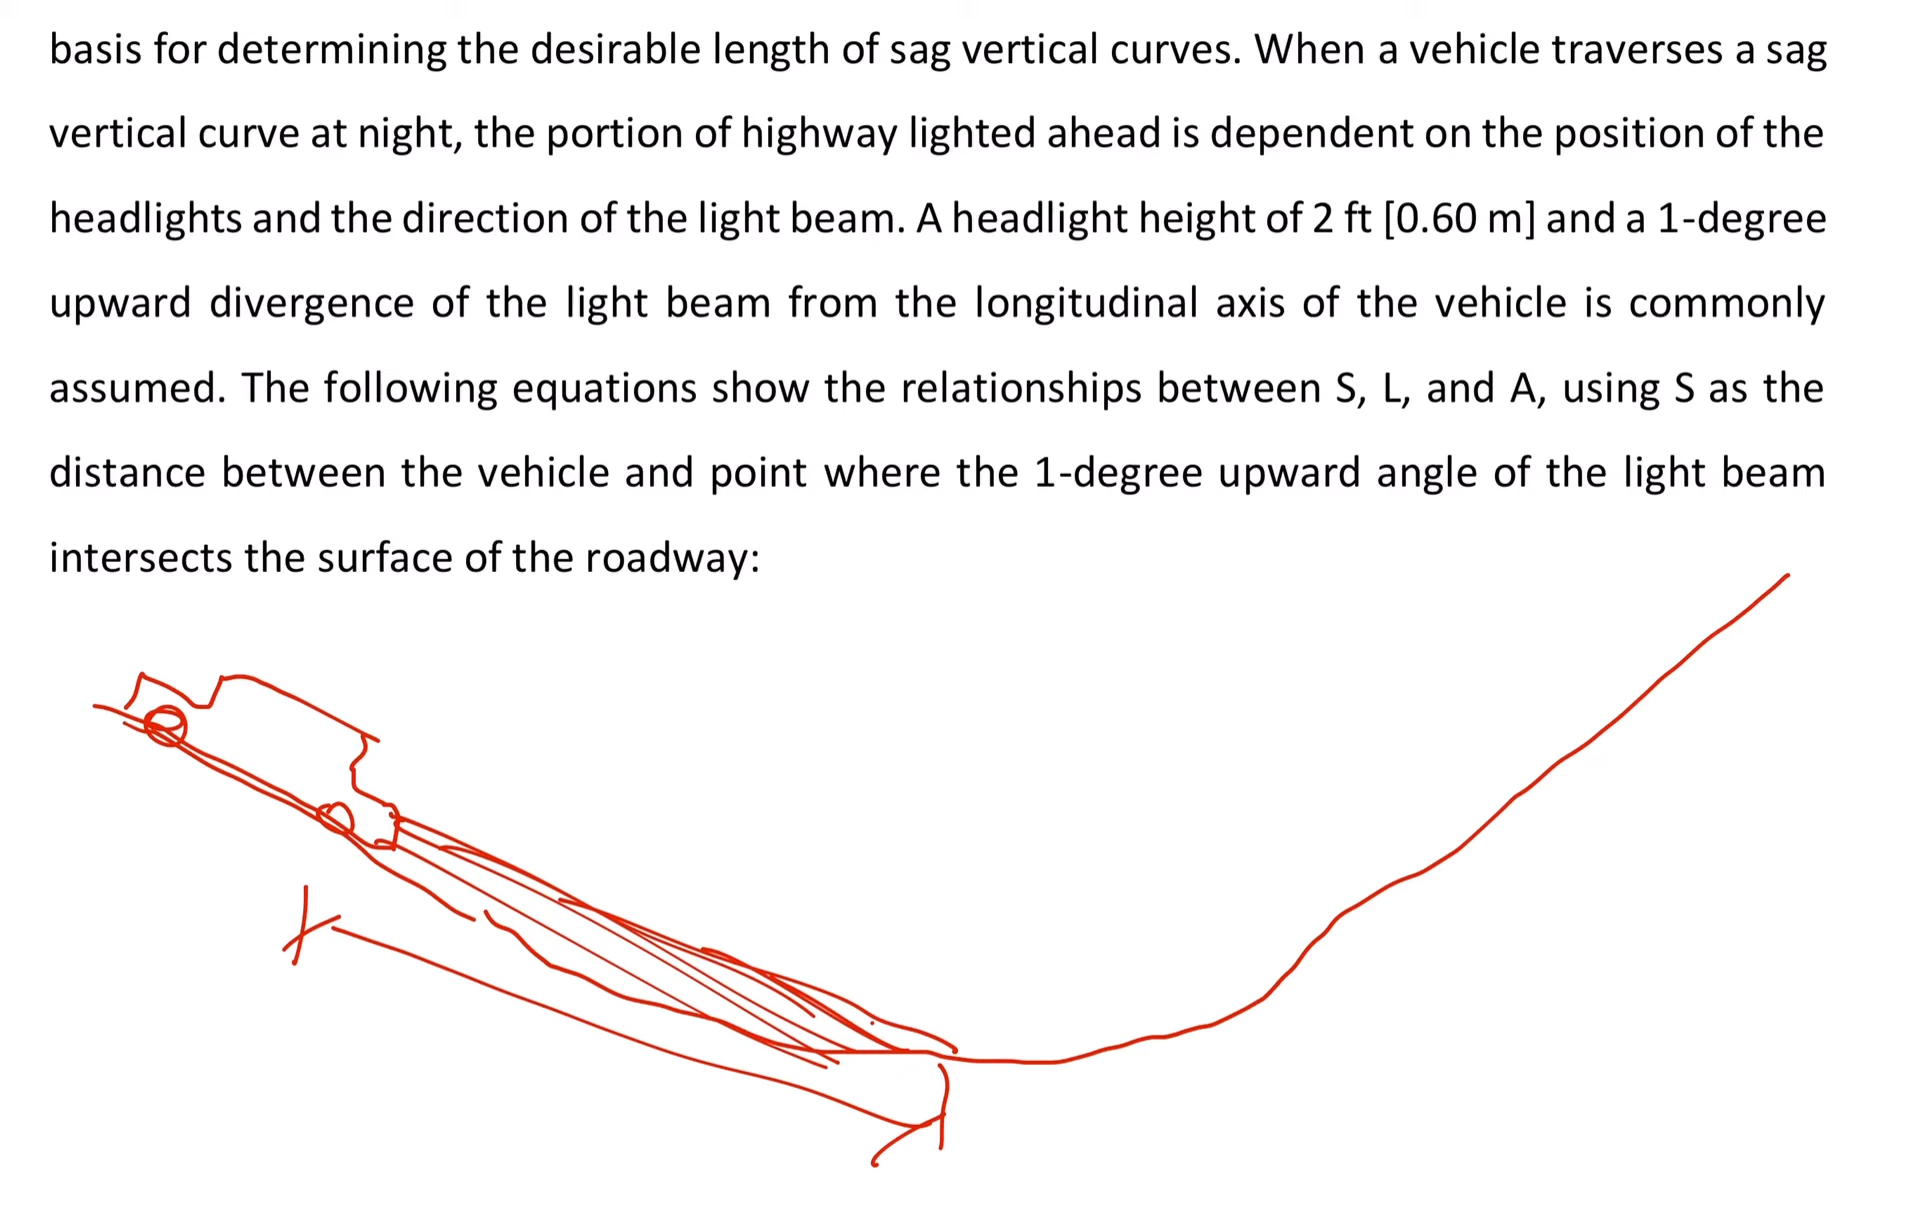 basis for determining the desirable length of sag vertical curves. When a vehicle traverses a sag
vertical curve at night, the portion of highway lighted ahead is dependent on the position of the
headlights and the direction of the light beam. A headlight height of 2 ft [0.60 m] and a 1-degree
upward divergence of the light beam from the longitudinal axis of the vehicle is commonly
assumed. The following equations show the relationships between S, L, and A, using S as the
distance between the vehicle and point where the 1-degree upward angle of the light beam
intersects the surface of the roadway: